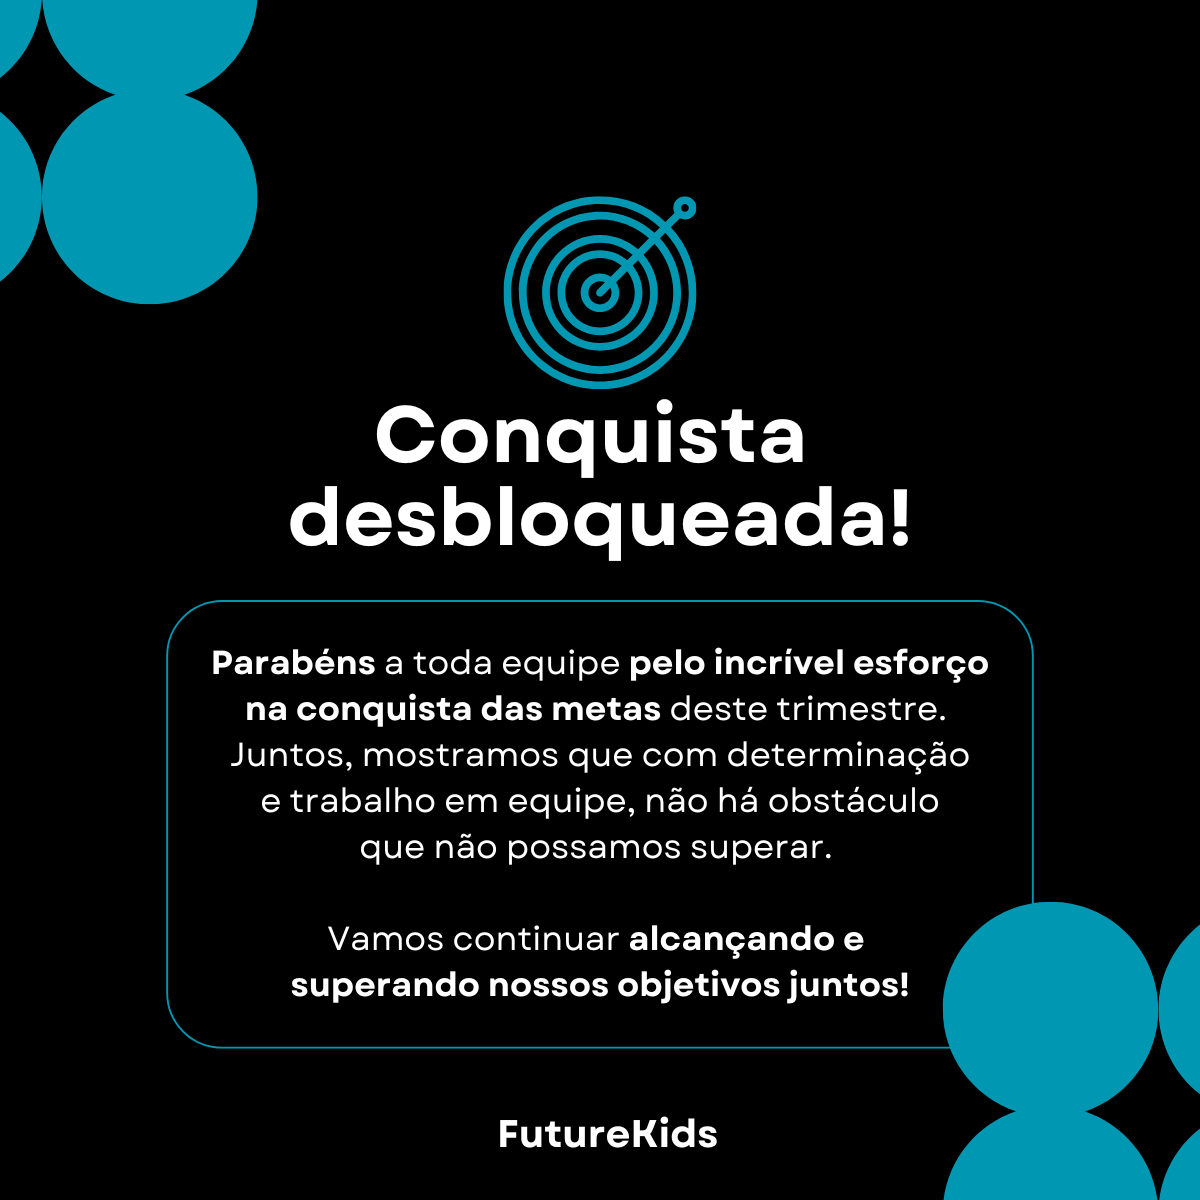 Conquista
desbloqueada!
Parabéns a toda equipe pelo incrível esforço
na conquista das metas deste trimestre.
Juntos, mostramos que com determinação
e trabalho em equipe, não há obstáculo
que não possamos superar.
Vamos continuar alcançando e
superando nossos objetivos juntos!
FutureKids